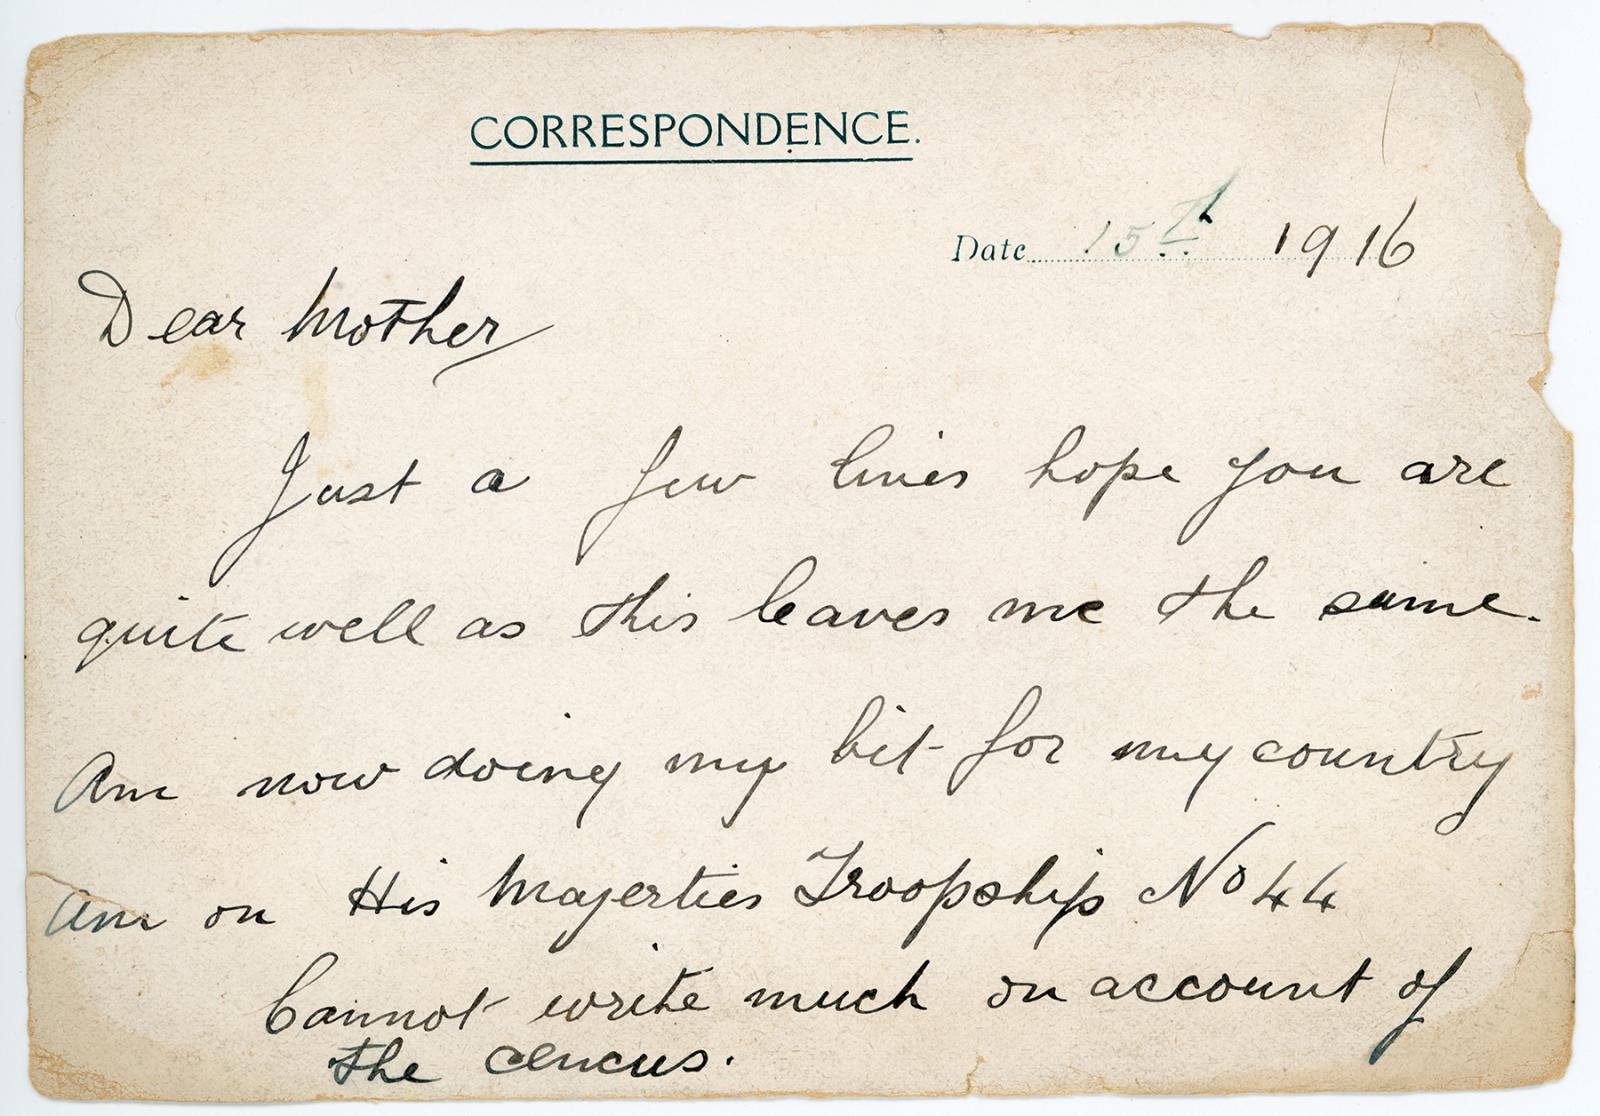 CORRESPONDENCE.
Date 15th 1916
Dear Mother
Just a few lines hope you are
quite well as this leaves me the same.
Am now doing my bit for my country
Am on His Majesties Troopship No 44
Cannot write much on account of
the cencus.